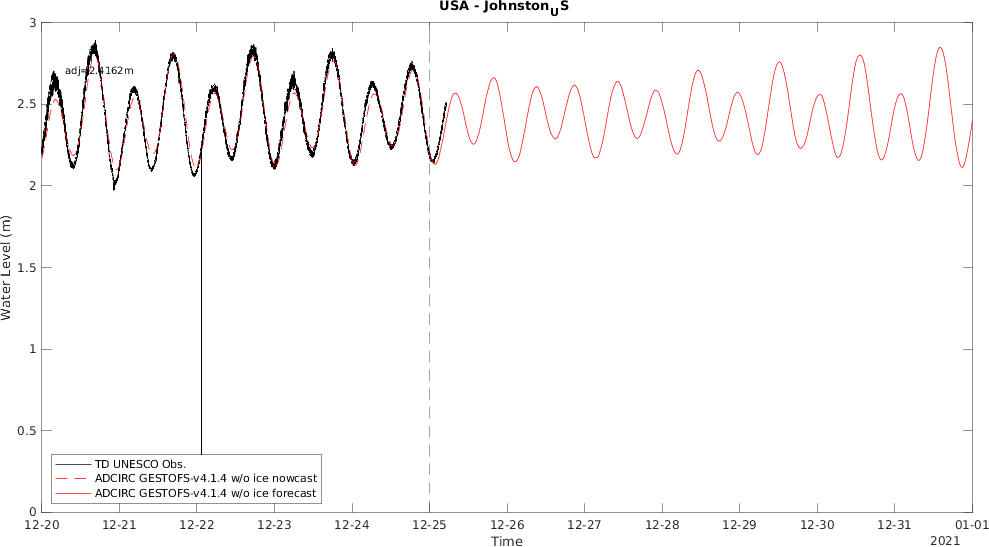 USA - Johnston_US
3
2.5
2
1.5
1
0.5
0
Water Level (m)
adj=2.4162m
TD UNESCO Obs.
ADCIRC GESTOFS-v4.1.4 w/o ice nowcast
ADCIRC GESTOFS-v4.1.4 w/o ice forecast
12-20 12-21 12-22 12-23 12-24 12-25 12-26 12-27 12-28 12-29 12-30 12-31 01-01
Time
2021